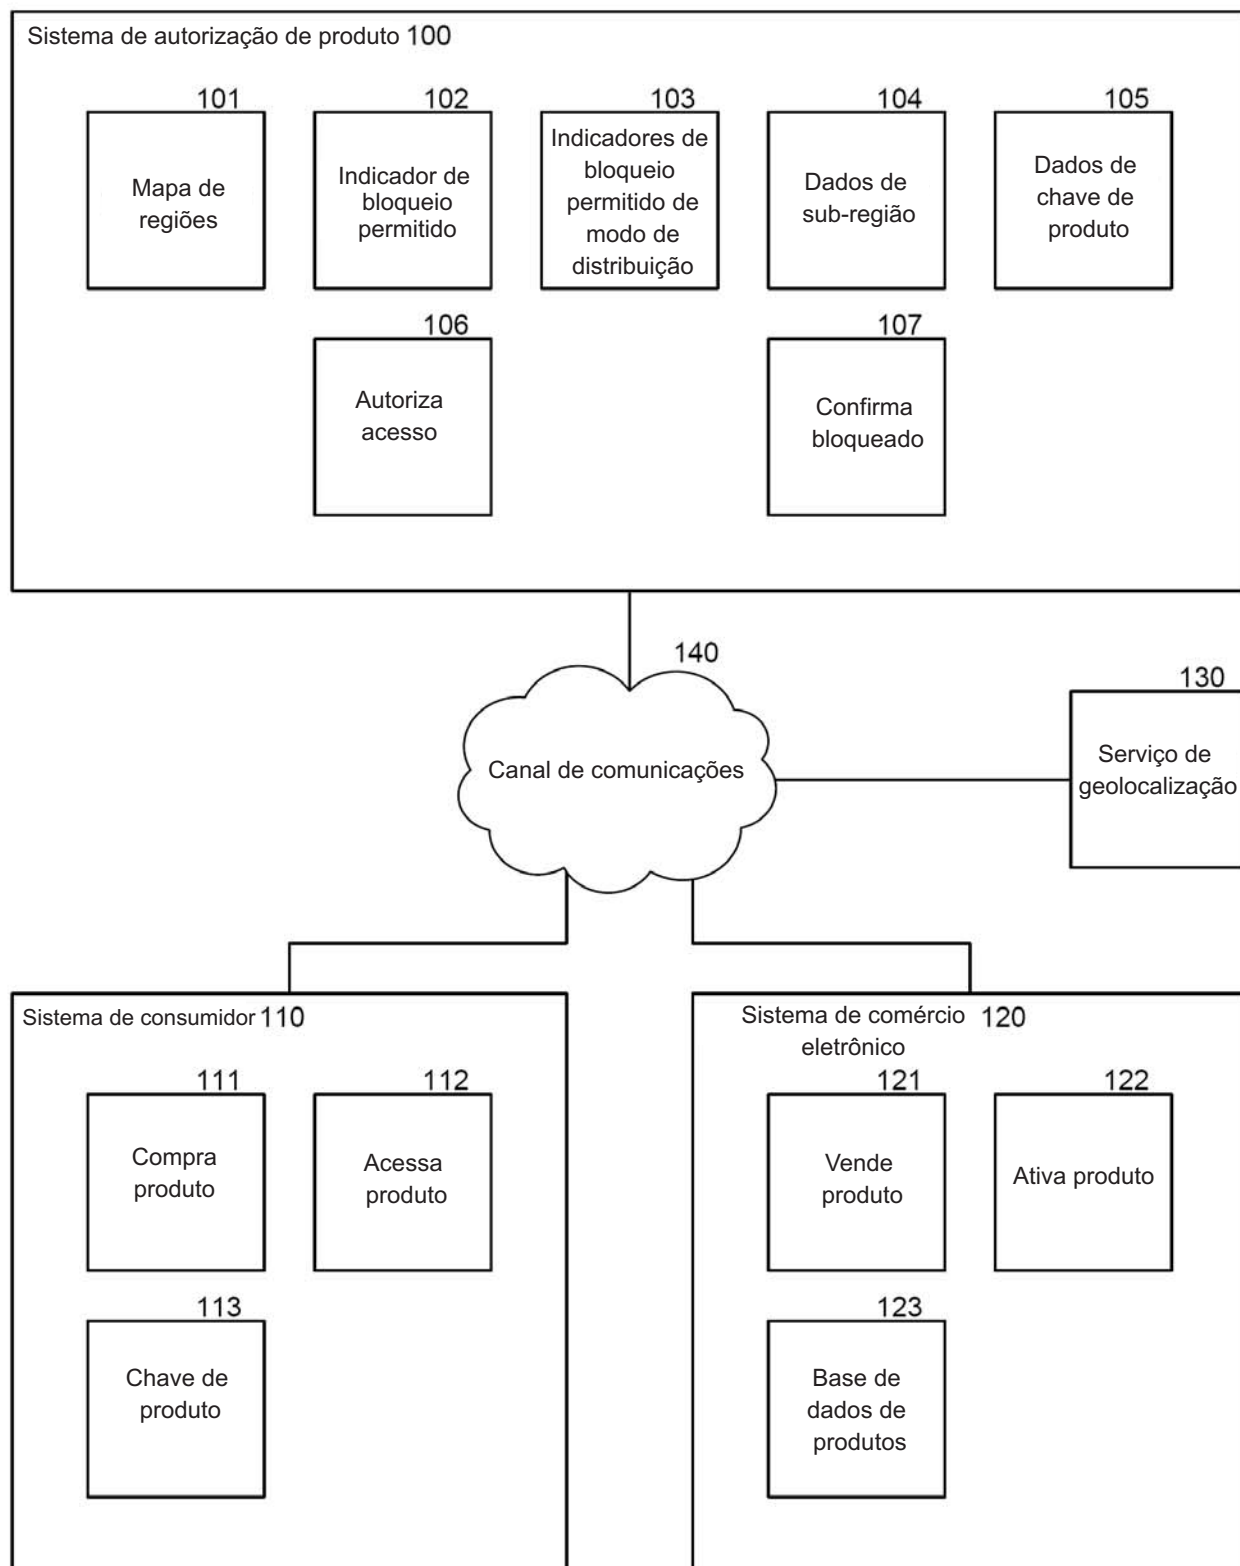 Sistema de autorização de produto 100
101
102
103
104
105
Mapa de
regiões
Indicador de
bloqueio
permitido
Indicadores de
bloqueio
permitido de
modo de
distribuição
Dados de
sub-região
Dados de
chave de
produto
106
107
Autoriza
acesso
Confirma
bloqueado
140
Canal de comunicações
130
Serviço de
geolocalização
Sistema de consumidor 110
111
112
Compra
produto
Acessa
produto
113
Chave de
produto
Sistema de comércio 120
eletrônico
121
122
Vende
produto
Ativa produto
123
Base de
dados de
produtos